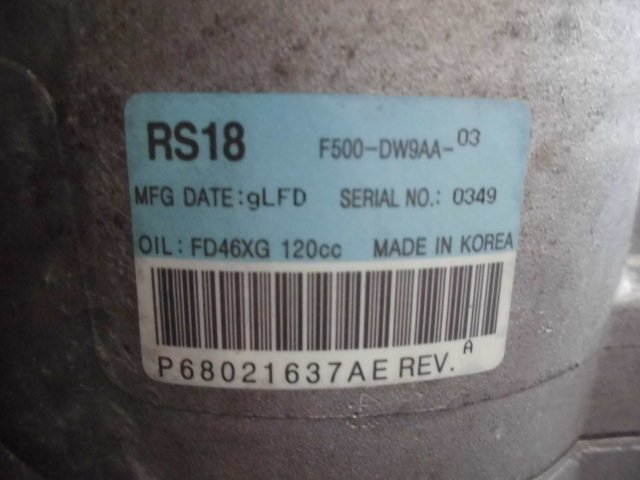 RS18 F500-DW9AA-03
MFG DATE:gLFD SERIAL NO.: 0349
OIL: FD46XG 120cc MADE IN KOREA
P68021637AE REV. A